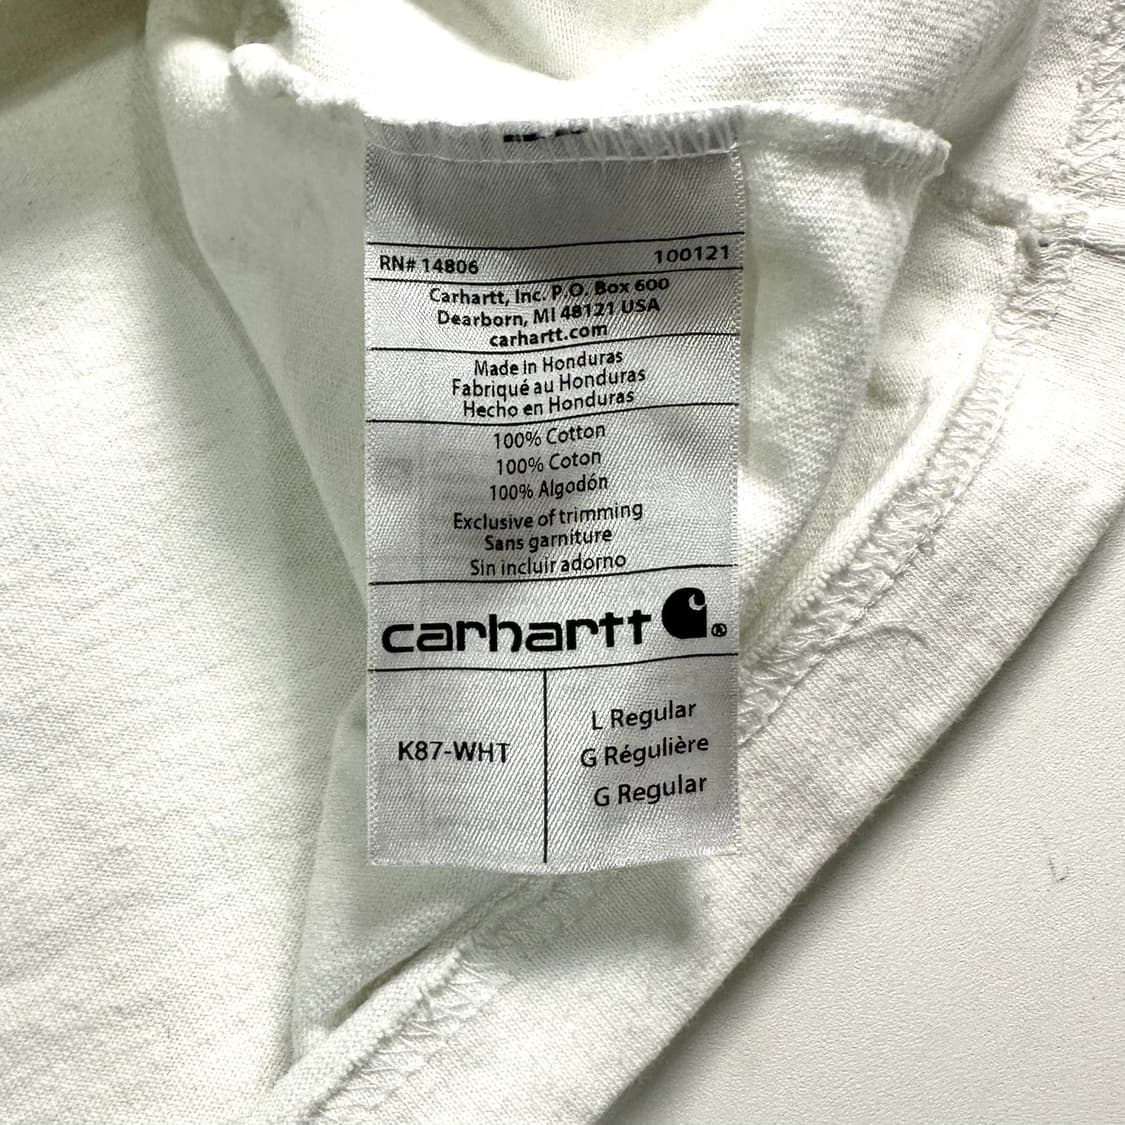 RN# 14806 100121
Carhartt, Inc. P.O. Box 600
Dearborn, MI 48121 USA
carhartt.com
Made in Honduras
Fabriqué au Honduras
Hecho en Honduras
100% Cotton
100% Coton
100% Algodón
Exclusive of trimming
Sans garniture
Sin incluir adorno
carhartt ®
K87-WHT
L Regular
G Régulière
G Regular